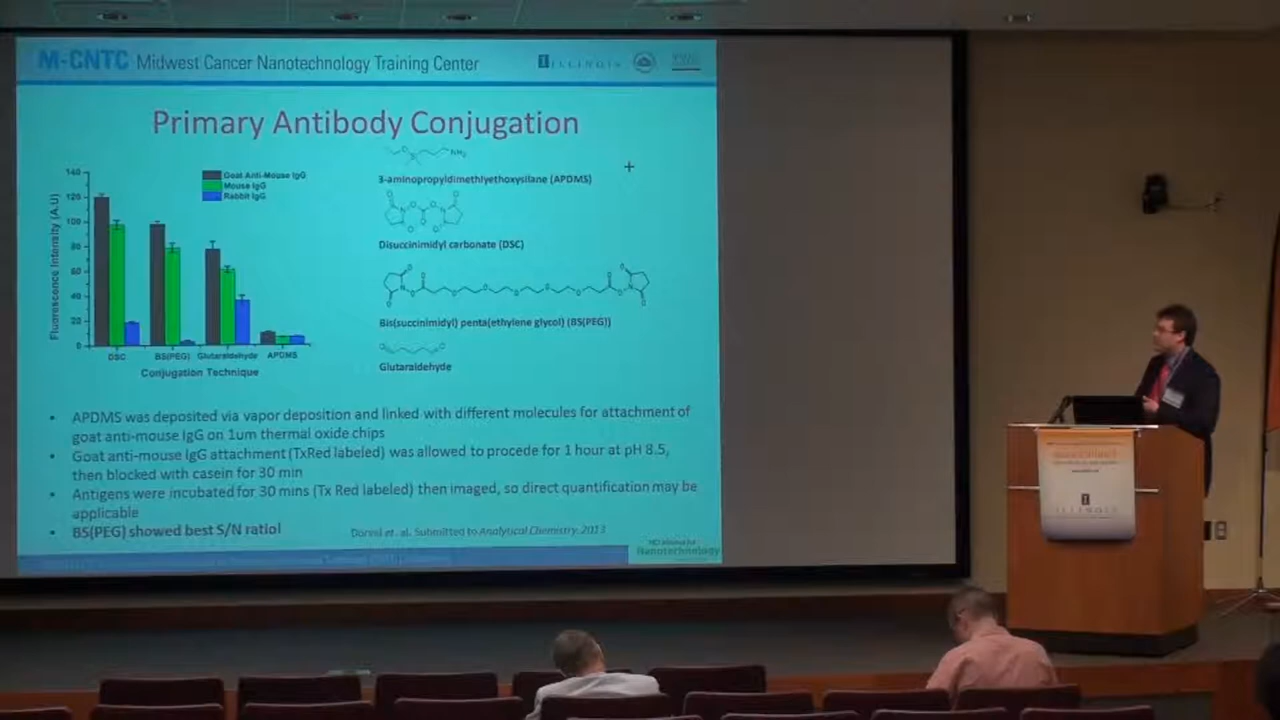 M-CNTC Midwest Cancer Nanotechnology Training Center
ILLINOIS
Primary Antibody Conjugation
NH₂
3-aminopropyldimethlyethoxysilane (APDMS)
Disuccinimidyl carbonate (DSC)
Bis(succinimidyl) penta(ethylene glycol) (BS(PEG))
Glutaraldehyde
Goat Anti-Mouse IgG
Mouse IgG
Rabbit IgG
Fluorescence Intensity (A.U)
140
120
100
80
60
40
20
0
DSC BS(PEG) Glutaraldehyde APDMS
Conjugation Technique
• APDMS was deposited via vapor deposition and linked with different molecules for attachment of
goat anti-mouse IgG on 1um thermal oxide chips
• Goat anti-mouse IgG attachment (TxRed labeled) was allowed to procede for 1 hour at pH 8.5,
then blocked with casein for 30 min
• Antigens were incubated for 30 mins (Tx Red labeled) then imaged, so direct quantification may be
applicable
• BS(PEG) showed best S/N ratio!
et. al. Submitted to Analytical Chemistry. 2013
Nanotechnology
ILLINOIS